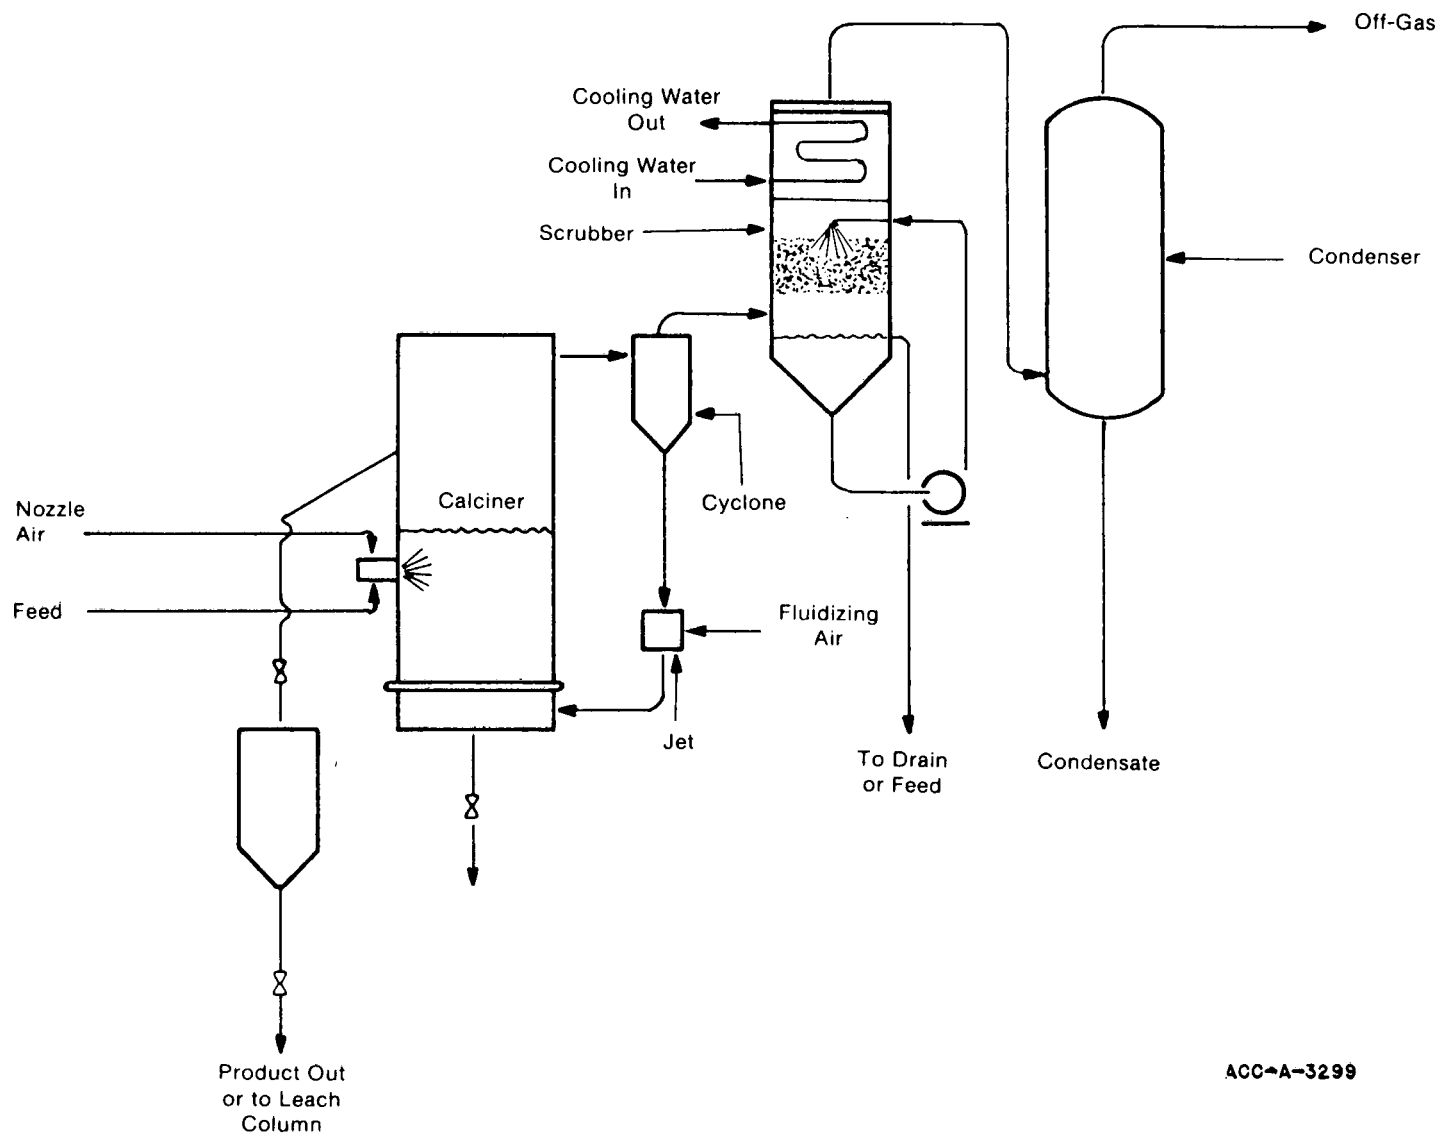 Off-Gas
Cooling Water
Out
Cooling Water
In
Scrubber
Condenser
Calciner
Cyclone
Nozzle
Air
Feed
Fluidizing
Air
Jet
To Drain
or Feed
Condensate
Product Out
or to Leach
Column
ACC-A-3299